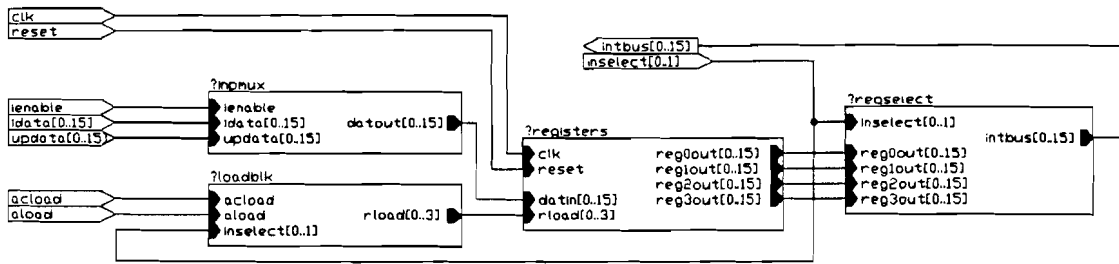 clk
reset
intbus[0..15]
inselect[0..1]
?inpmux
ienable
idata[0..15]
updata[0..15]
ienable
idata[0..15]
updata[0..15]
datout[0..15]
?loadblk
acload
aload
acload
aload
inselect[0..1]
rload[0..3]
?registers
clk
reset
datin[0..15]
rload[0..3]
reg0out[0..15]
reg1out[0..15]
reg2out[0..15]
reg3out[0..15]
?regselect
inselect[0..1]
reg0out[0..15]
reg1out[0..15]
reg2out[0..15]
reg3out[0..15]
intbus[0..15]